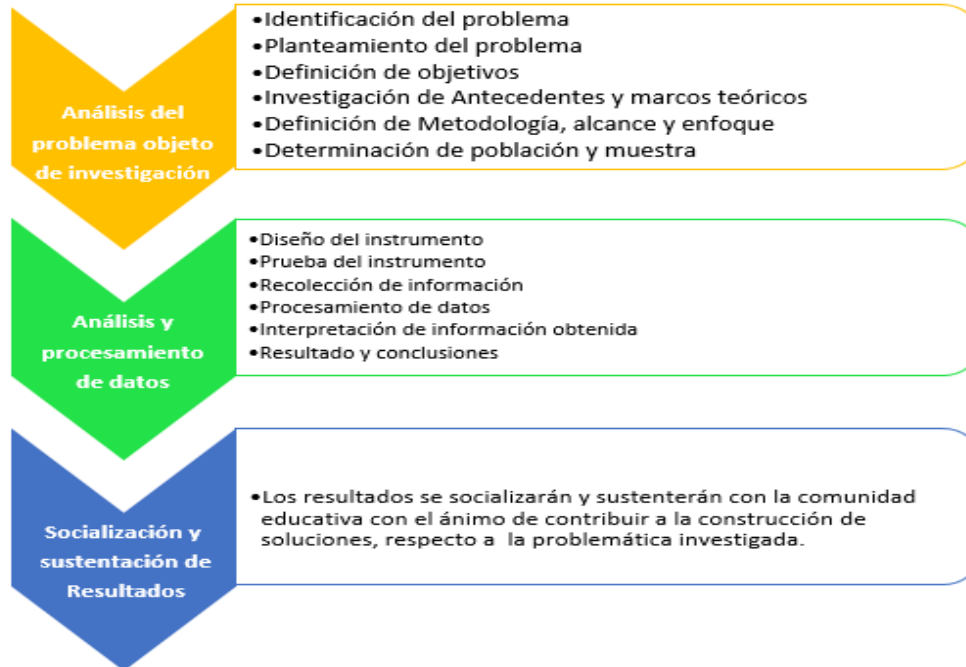 Análisis del
problema objeto
de investigación
•Identificación del problema
•Planteamiento del problema
•Definición de objetivos
•Investigación de Antecedentes y marcos teóricos
•Definición de Metodología, alcance y enfoque
•Determinación de población y muestra
Análisis y
procesamiento
de datos
•Diseño del instrumento
•Prueba del instrumento
•Recolección de información
•Procesamiento de datos
•Interpretación de información obtenida
•Resultado y conclusiones
Socialización y
sustentación de
Resultados
•Los resultados se socializarán y sustenterán con la comunidad
educativa con el ánimo de contribuir a la construcción de
soluciones, respecto a la problemática investigada.